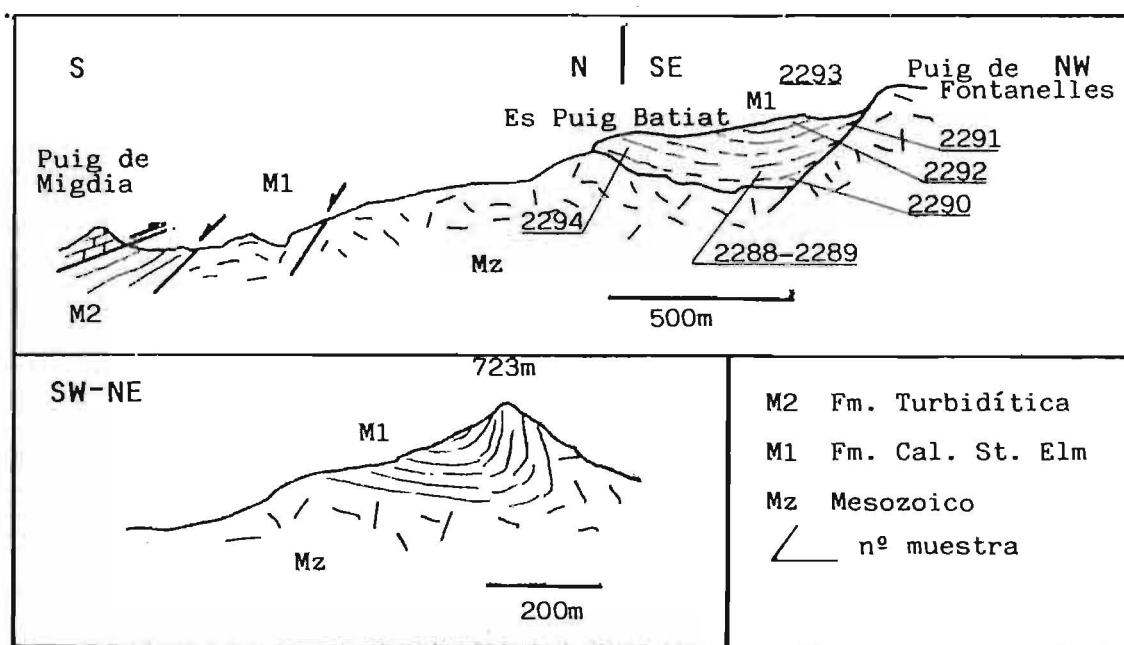 S
N
SE
2293
Puig de
NW
Fontanelles
M1
Es Puig Batiat
2291
Puig de
Migdia
M1
2292
2290
2294
Mz
2288-2289
M2
500m
SW-NE
723m
M1
Mz
200m
M2 Fm. Turbidítica
M1 Fm. Cal. St. Elm
Mz Mesozoico
nº muestra